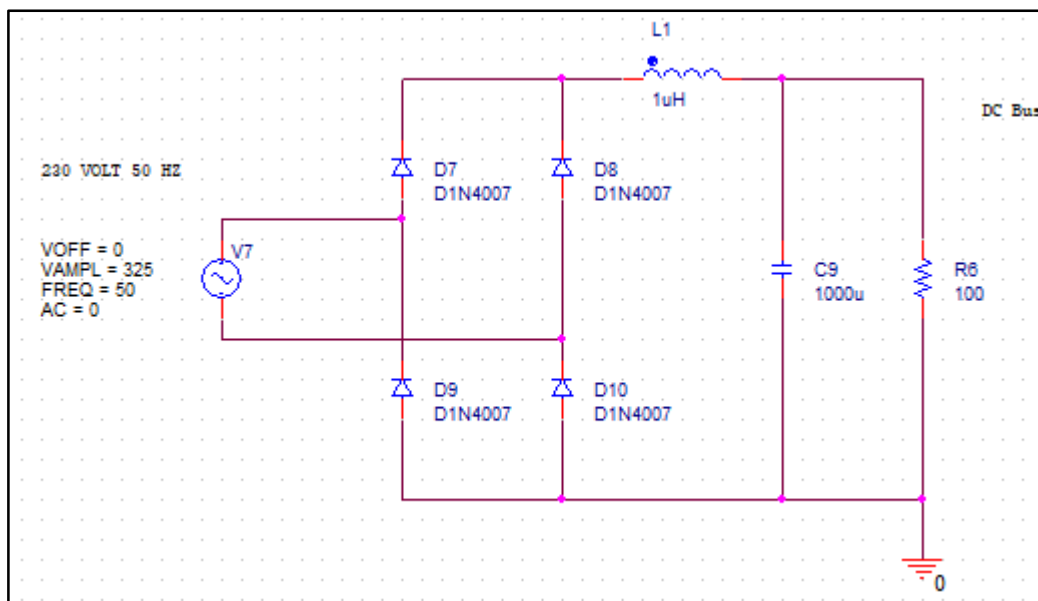 L1
1uH
DC Bus
D7
D1N4007
D8
D1N4007
230 VOLT 50 HZ
V7
VOFF = 0
VAMPL = 325
FREQ = 50
AC = 0
C9
1000u
R6
100
D9
D1N4007
D10
D1N4007
0